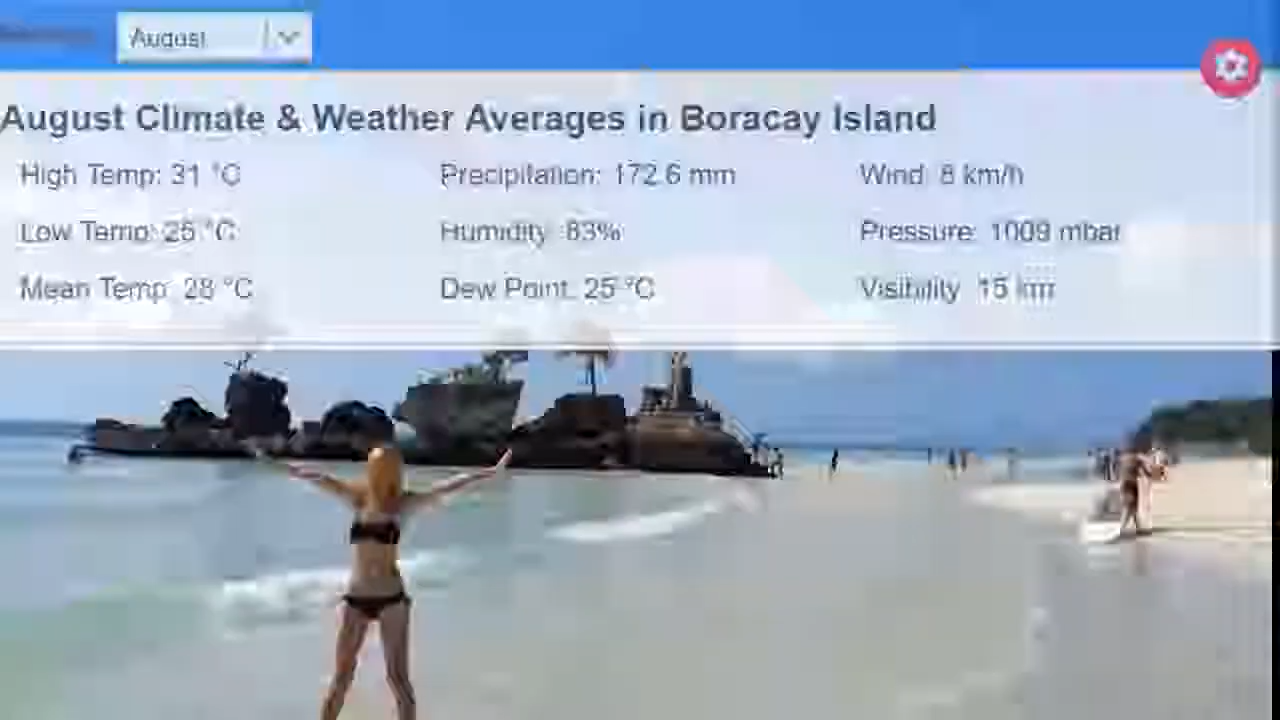 August
August Climate & Weather Averages in Boracay Island
High Temp: 31 °C
Precipitation: 172.6 mm
Wind: 8 km/h
Low Temp: °C
Humidity: 83%
Pressure: 1009 mbar
Mean Temp: 28 °C
Dew Point: 25 °C
Visibility: 15 km